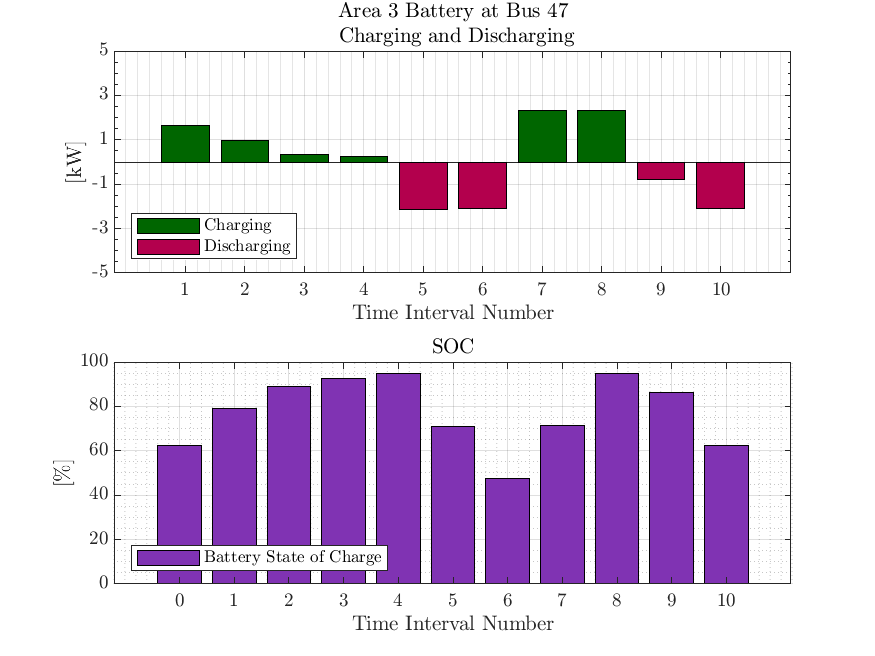 Area 3 Battery at Bus 47
Charging and Discharging
5
3
1
-1
-3
-5
[kW]
Charging
Discharging
1 2 3 4 5 6 7 8 9 10
Time Interval Number
SOC
100
80
60
40
20
0
[%]
Battery State of Charge
0 1 2 3 4 5 6 7 8 9 10
Time Interval Number